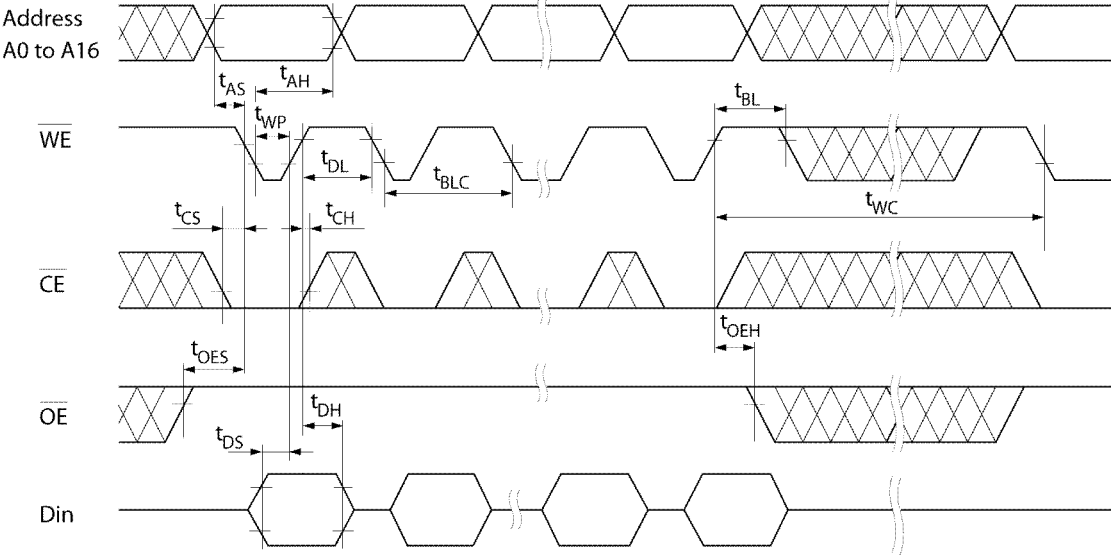 Address
A0 to A16
tAS
tAH
tBL
WE
tWP
tDL
tBLC
tWC
tCS
tCH
CE
tOES
tOEH
OE
tDH
tDS
Din